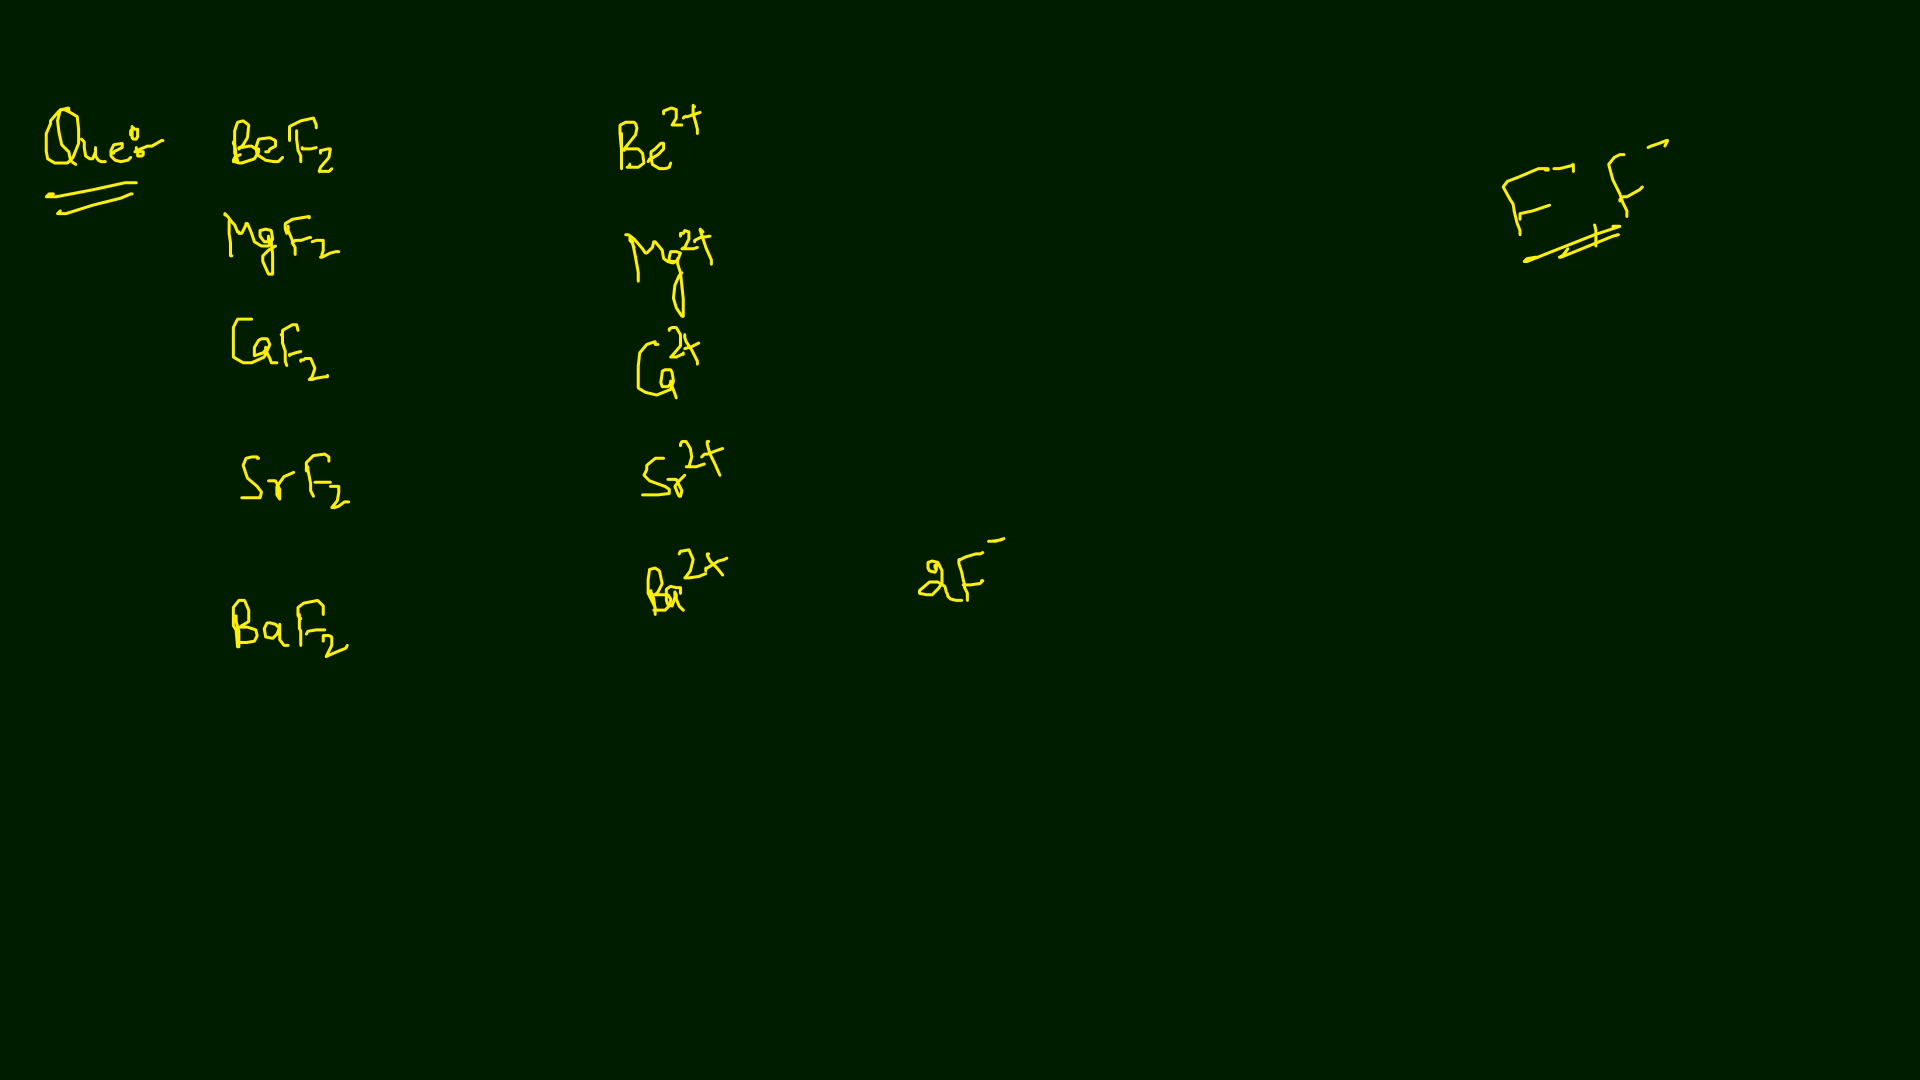 Que:- BeF₂ Be²⁺ F⁻ F⁻
MgF₂ Mg²⁺
CaF₂ Ca²⁺
SrF₂ Sr²⁺
BaF₂ Ba²⁺ 2F⁻